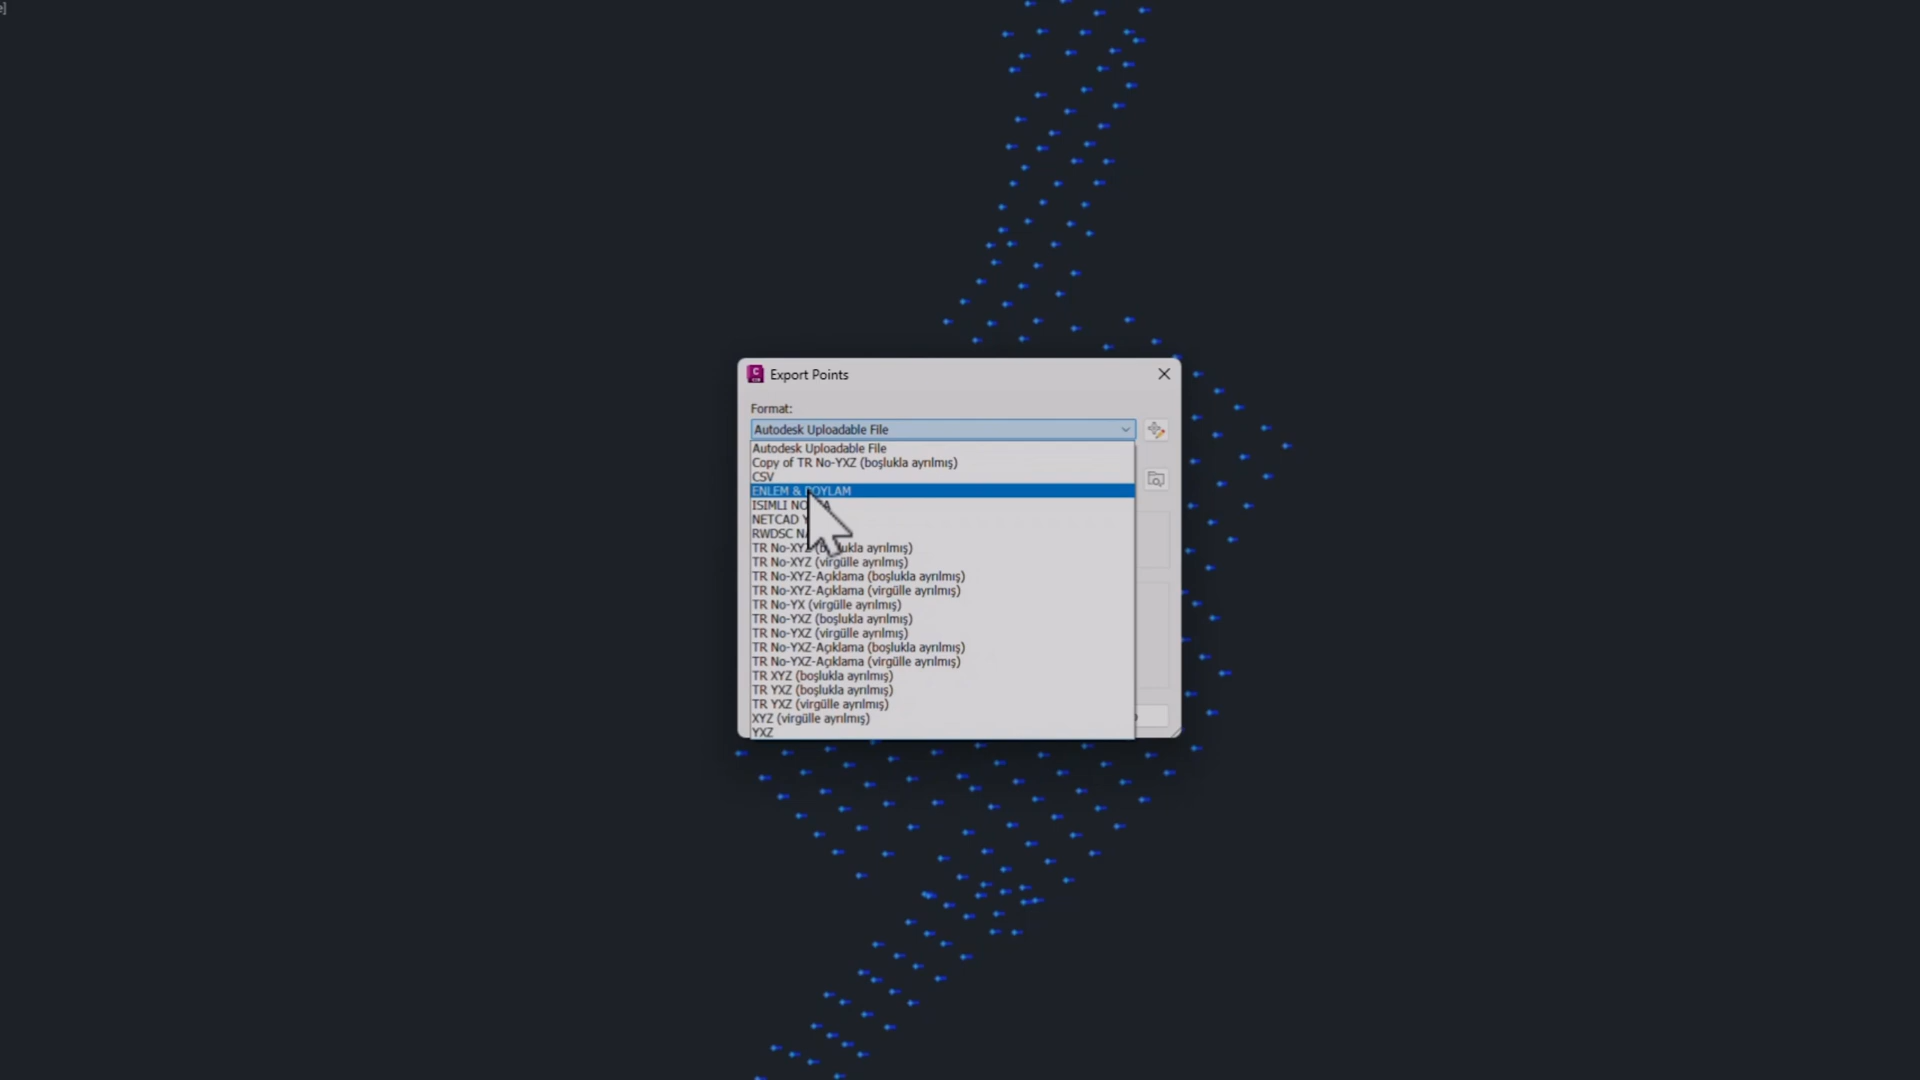 e]
Export Points
Format:
Autodesk Uploadable File
Autodesk Uploadable File
Copy of TR No-YXZ (boşlukla ayrılmış)
CSV
ENLEM & BOYLAM
ISIMLI
NETCAD
RWDSC
TR No-XYZ (boşlukla ayrılmış)
TR No-XYZ (virgülle ayrılmış)
TR No-XYZ-Açıklama (boşlukla ayrılmış)
TR No-XYZ-Açıklama (virgülle ayrılmış)
TR No-YX (virgülle ayrılmış)
TR No-YXZ (boşlukla ayrılmış)
TR No-YXZ (virgülle ayrılmış)
TR No-YXZ-Açıklama (boşlukla ayrılmış)
TR No-YXZ-Açıklama (virgülle ayrılmış)
TR XYZ (boşlukla ayrılmış)
TR YXZ (boşlukla ayrılmış)
TR YXZ (virgülle ayrılmış)
XYZ (virgülle ayrılmış)
YXZ